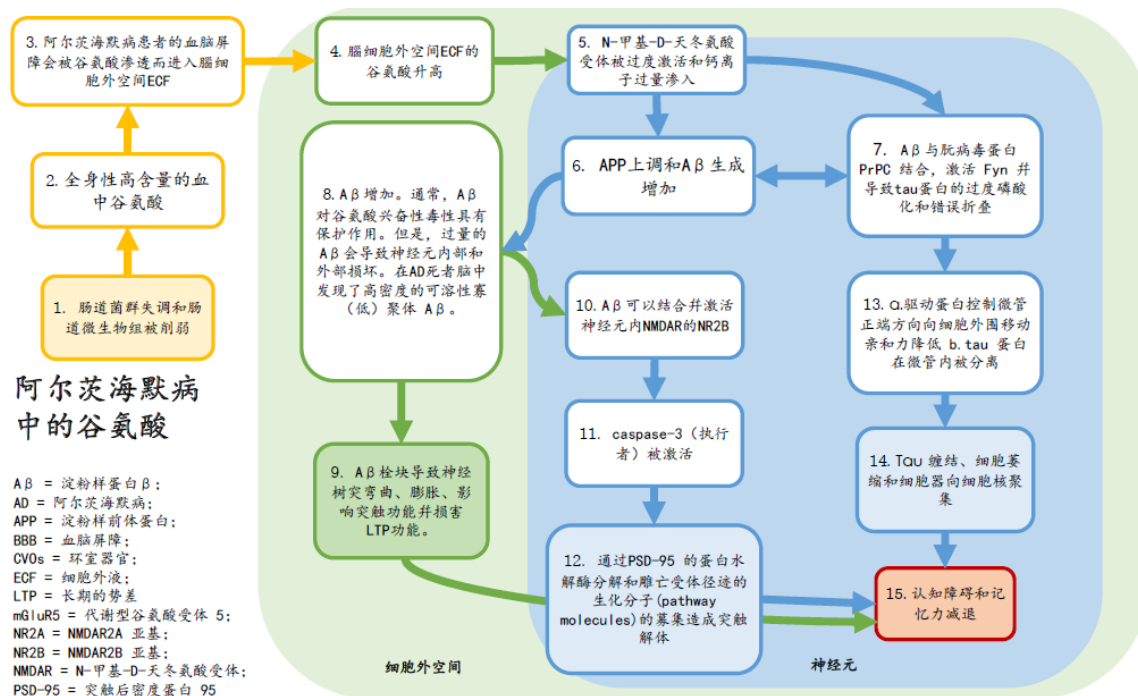 3. 阿尔茨海默病患者的血脑屏
障会被谷氨酸渗透而进入腦细
胞外空间ECF
2. 全身性高含量的血
中谷氨酸
1. 肠道菌群失调和肠
道微生物组被削弱
阿尔茨海默病
中的谷氨酸
Aβ = 淀粉样蛋白β;
AD = 阿尔茨海默病;
APP = 淀粉样前体蛋白;
BBB = 血脑屏障;
CVOs = 环室器官;
ECF = 细胞外液;
LTP = 长期的势差
mGluR5 = 代谢型谷氨酸受体 5;
NR2A = NMDAR2A 亚基;
NR2B = NMDAR2B 亚基;
NMDAR = N-甲基-D-天冬氨酸受体;
PSD-95 = 突触后密度蛋白 95
4. 腦细胞外空间ECF的
谷氨酸升高
5. N-甲基-D-天冬氨酸
受体被过度激活和钙离
子过量渗入
6. APP上调和Aβ生成
增加
7. Aβ与朊病毒蛋白
PrPC 结合，激活 Fyn 并
导致tau蛋白的过度磷酸
化和错误折叠
8. Aβ增加。通常，Aβ
对谷氨酸兴奋性毒性具有
保护作用。但是，过量的
Aβ会导致神经元内部和
外部损坏。在AD死者脑中
发现了高密度的可溶性寡
（低）聚体 Aβ。
9. Aβ栓块导致神经
树突弯曲、膨胀、影
响突触功能并损害
LTP功能。
10. Aβ可以结合并激活
神经元内NMDAR的NR2B
11. caspase-3（执行
者）被激活
12. 通过PSD-95 的蛋白水
解酶分解和雕亡受体径迹的
生化分子(pathway
molecules)的募集造成突触
解体
13. a.驱动蛋白控制微管
正端方向向细胞外围移动
亲和力降低 b.tau 蛋白
在微管内被分离
14. Tau 缠结、细胞萎
缩和细胞器向细胞核聚
集
15. 认知障碍和记
忆力减退
细胞外空间
神经元